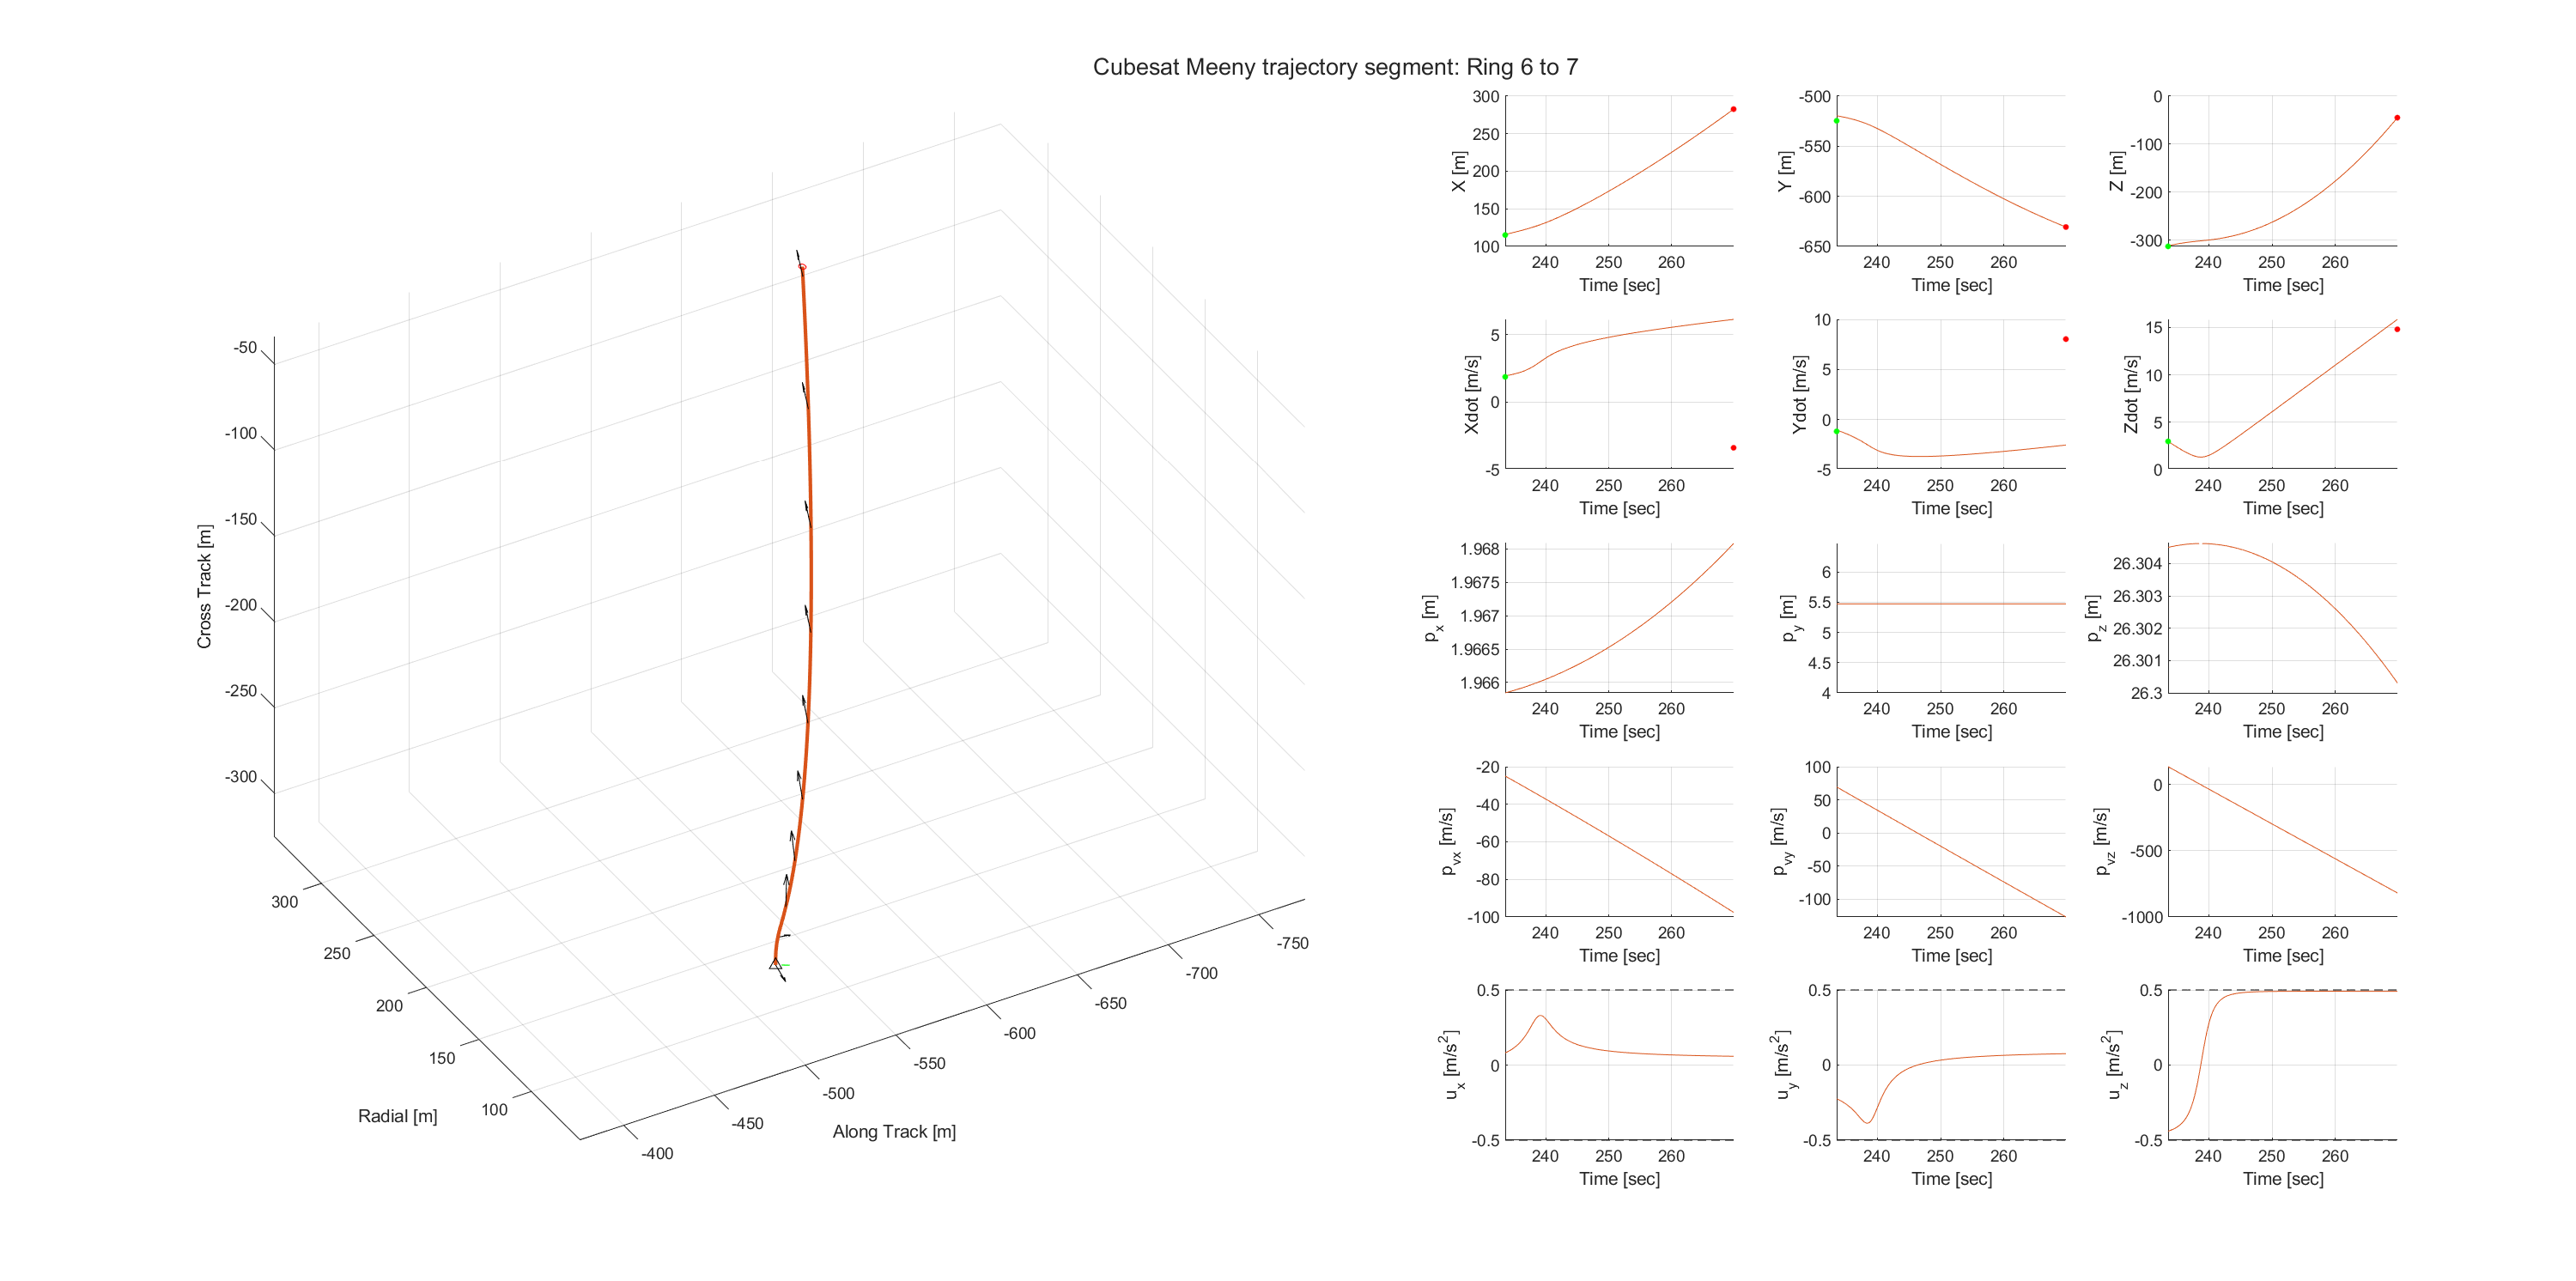 Cubesat Meeny trajectory segment: Ring 6 to 7
-50
-100
-150
-200
-250
-300
Cross Track [m]
300
250
200
150
100
Radial [m]
-400
-450
-500
-550
-600
-650
-700
-750
Along Track [m]
300
250
200
150
100
X [m]
240 250 260
Time [sec]
-500
-550
-600
-650
Y [m]
240 250 260
Time [sec]
0
-100
-200
-300
Z [m]
240 250 260
Time [sec]
5
0
-5
Xdot [m/s]
240 250 260
Time [sec]
10
5
0
-5
Ydot [m/s]
240 250 260
Time [sec]
15
10
5
0
Zdot [m/s]
240 250 260
Time [sec]
1.968
1.9675
1.967
1.9665
1.966
p_x [m]
240 250 260
Time [sec]
6
5.5
5
4.5
4
p_y [m]
240 250 260
Time [sec]
26.304
26.303
26.302
26.301
26.3
p_z [m]
240 250 260
Time [sec]
-20
-40
-60
-80
-100
p_vx [m/s]
240 250 260
Time [sec]
100
50
0
-50
-100
p_vy [m/s]
240 250 260
Time [sec]
0
-500
-1000
p_vz [m/s]
240 250 260
Time [sec]
0.5
0
-0.5
u_x [m/s²]
240 250 260
Time [sec]
0.5
0
-0.5
u_y [m/s²]
240 250 260
Time [sec]
0.5
0
-0.5
u_z [m/s²]
240 250 260
Time [sec]